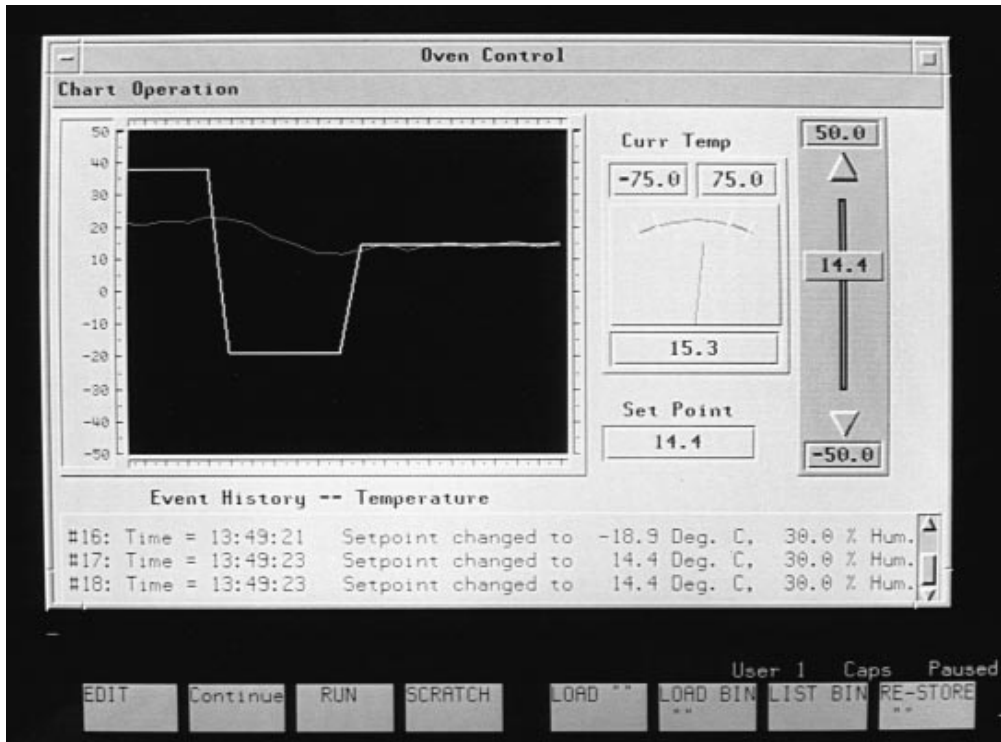 Oven Control
Chart Operation
50
40
30
20
10
0
-10
-20
-30
-40
-50
Curr Temp
-75.0 75.0
15.3
Set Point
14.4
50.0
14.4
-50.0
Event History -- Temperature
#16: Time = 13:49:21 Setpoint changed to -18.9 Deg. C, 30.0 % Hum.
#17: Time = 13:49:23 Setpoint changed to 14.4 Deg. C, 30.0 % Hum.
#18: Time = 13:49:23 Setpoint changed to 14.4 Deg. C, 30.0 % Hum.
User 1 Caps Paused
EDIT Continue RUN SCRATCH LOAD "" LOAD BIN "" LIST BIN RE-STORE ""